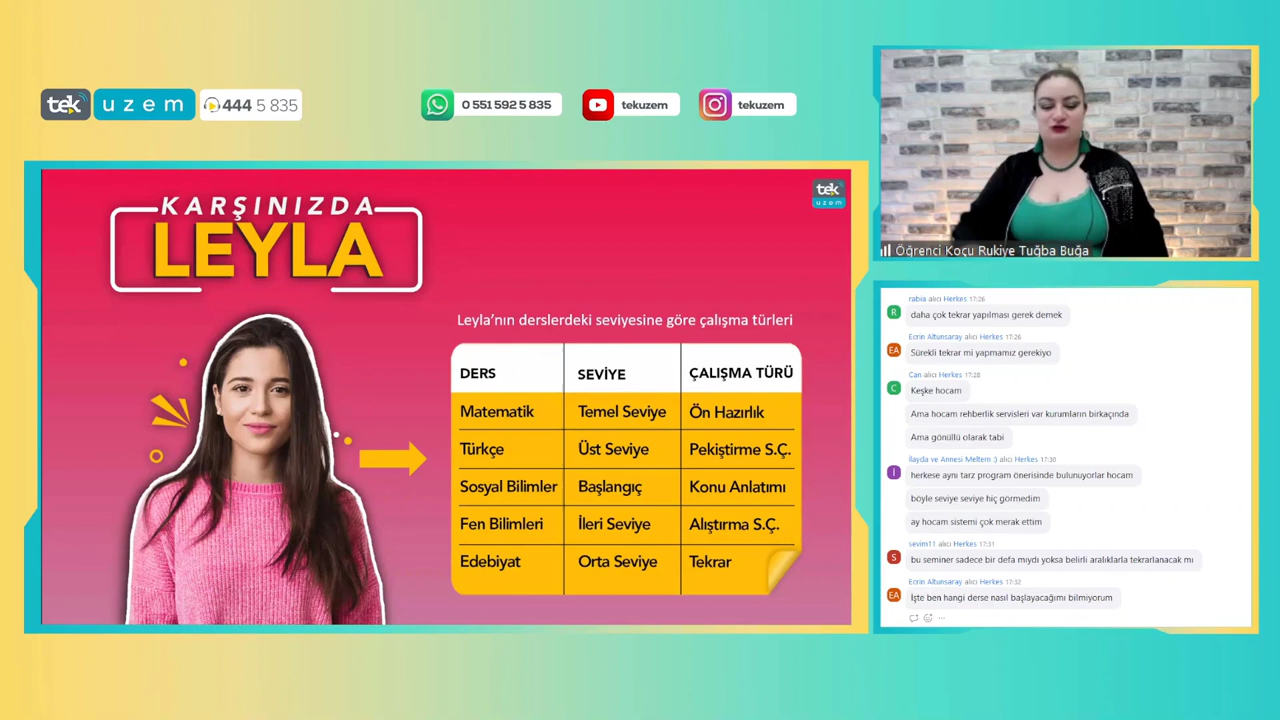 tek uzem 444 5 835
0 551 592 5 835
tekuzem
tekuzem
KARŞINIZDA
LEYLA
tek
uzem
Leyla'nın derslerdeki seviyesine göre çalışma türleri
DERS SEVİYE ÇALIŞMA TÜRÜ
Matematik Temel Seviye Ön Hazırlık
Türkçe Üst Seviye Pekiştirme S.Ç.
Sosyal Bilimler Başlangıç Konu Anlatımı
Fen Bilimleri İleri Seviye Alıştırma S.Ç.
Edebiyat Orta Seviye Tekrar
Öğrenci Koçu Rukiye Tuğba Buğa
rabia alıcı Herkes 17:26
R
daha çok tekrar yapılması gerek demek
Ecrin Altunsaray alıcı Herkes 17:26
EA
Sürekli tekrar mi yapmamız gerekiyo
Can alıcı Herkes 17:28
C
Keşke hocam
Ama hocam rehberlik servisleri var kurumların birkaçında
Ama gönüllü olarak tabi
İlayda ve Annesi Meltem :) alıcı Herkes 17:30
İ
herkese aynı tarz program önerisinde bulunuyorlar hocam
böyle seviye seviye hiç görmedim
ay hocam sistemi çok merak ettim
sevim11 alıcı Herkes 17:31
S
bu seminer sadece bir defa mıydı yoksa belirli aralıklarla tekrarlanacak mı
Ecrin Altunsaray alıcı Herkes 17:32
EA
İşte ben hangi derse nasıl başlayacağımı bilmiyorum